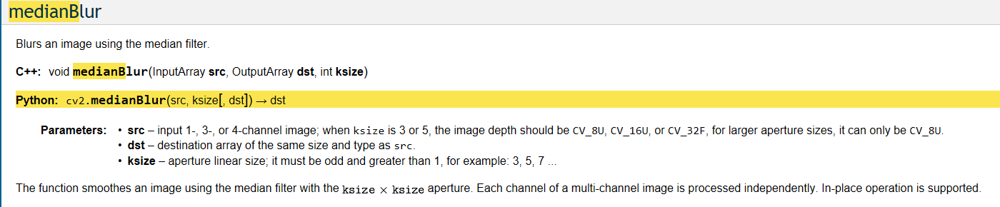 medianBlur
Blurs an image using the median filter.
C++: void medianBlur(InputArray src, OutputArray dst, int ksize)
Python: cv2.medianBlur(src, ksize[, dst]) → dst
Parameters: • src – input 1-, 3-, or 4-channel image; when ksize is 3 or 5, the image depth should be CV_8U, CV_16U, or CV_32F, for larger aperture sizes, it can only be CV_8U.
• dst – destination array of the same size and type as src.
• ksize – aperture linear size; it must be odd and greater than 1, for example: 3, 5, 7 ...
The function smoothes an image using the median filter with the ksize × ksize aperture. Each channel of a multi-channel image is processed independently. In-place operation is supported.